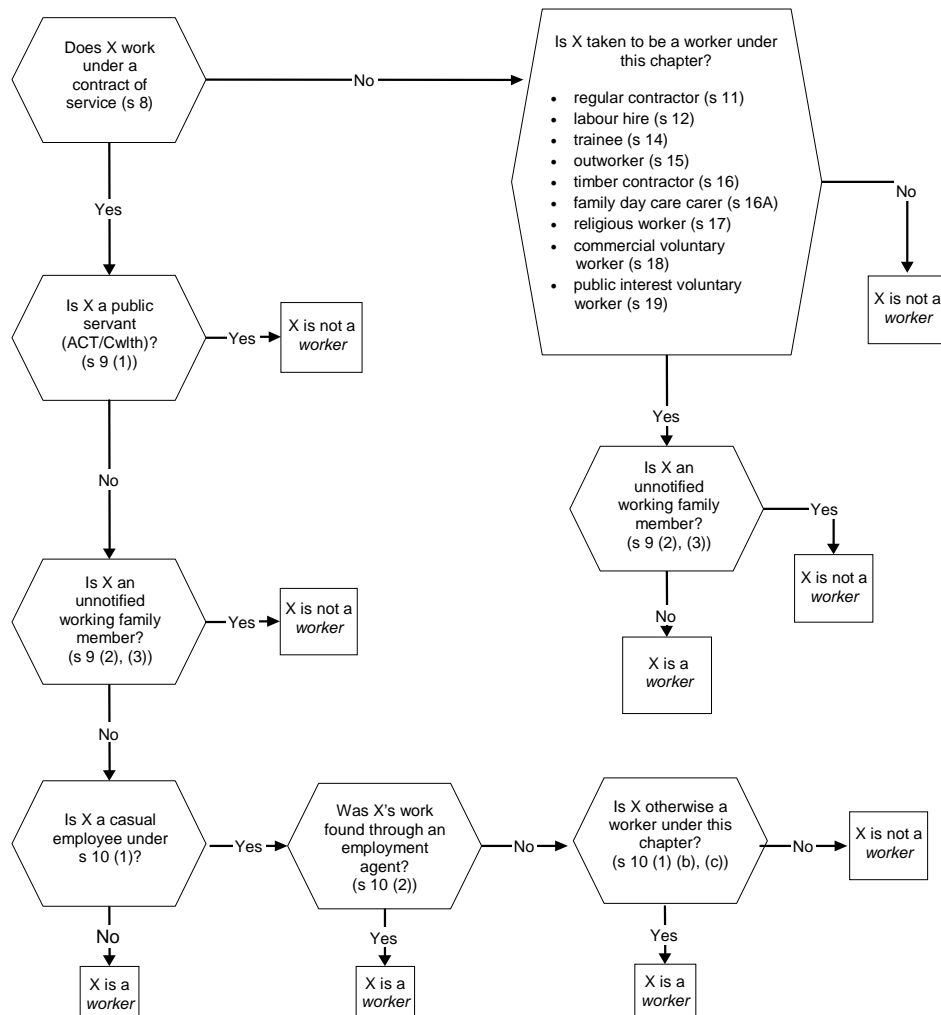 Does X work
under a
contract of
service (s 8)
No
Is X taken to be a worker under
this chapter?
• regular contractor (s 11)
• labour hire (s 12)
• trainee (s 14)
• outworker (s 15)
• timber contractor (s 16)
• family day care carer (s 16A)
• religious worker (s 17)
• commercial voluntary
worker (s 18)
• public interest voluntary
worker (s 19)
No
X is not a
worker
Yes
Is X a public
servant
(ACT/Cwlth)?
(s 9 (1))
Yes
X is not a
worker
Yes
Is X an
unnotified
working family
member?
(s 9 (2), (3))
Yes
X is not a
worker
No
X is a
worker
No
Is X an
unnotified
working family
member?
(s 9 (2), (3))
Yes
X is not a
worker
No
Is X a casual
employee under
s 10 (1)?
Yes
Was X's work
found through an
employment
agent?
(s 10 (2))
No
Is X otherwise a
worker under this
chapter?
(s 10 (1) (b), (c))
No
X is not a
worker
No
X is a
worker
Yes
X is a
worker
Yes
X is a
worker